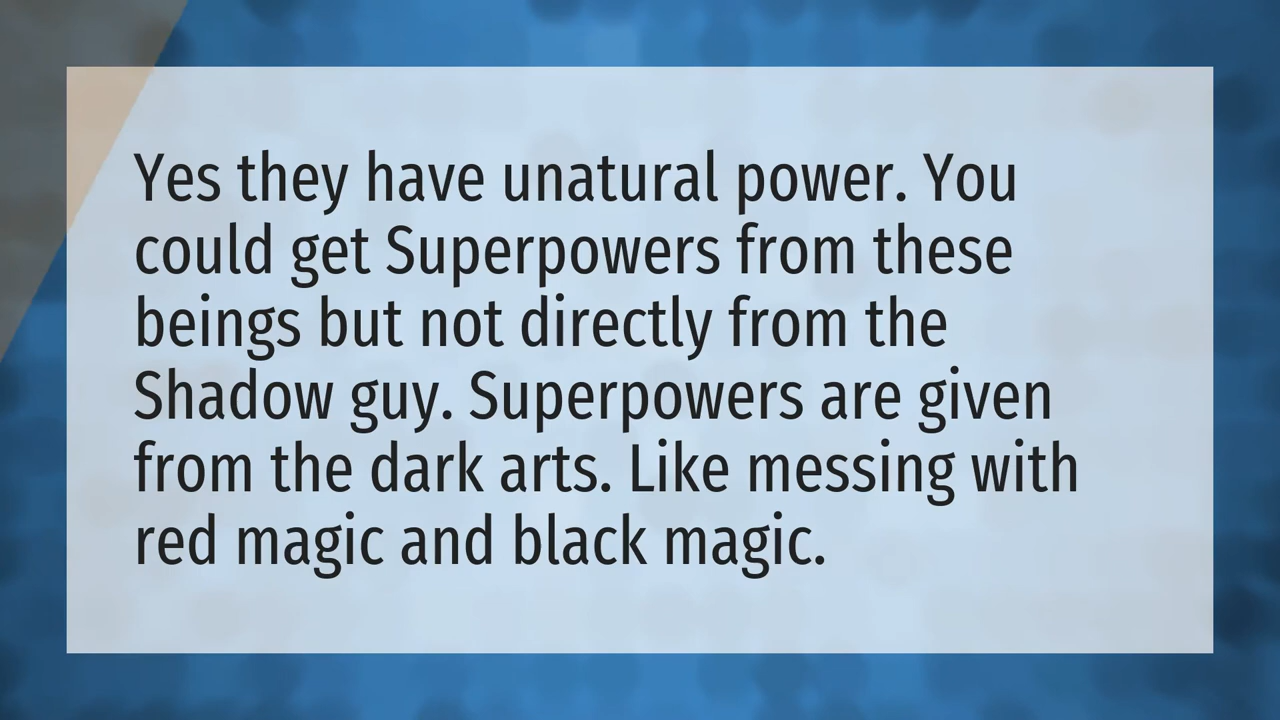 Yes they have unatural power. You
could get Superpowers from these
beings but not directly from the
Shadow guy. Superpowers are given
from the dark arts. Like messing with
red magic and black magic.